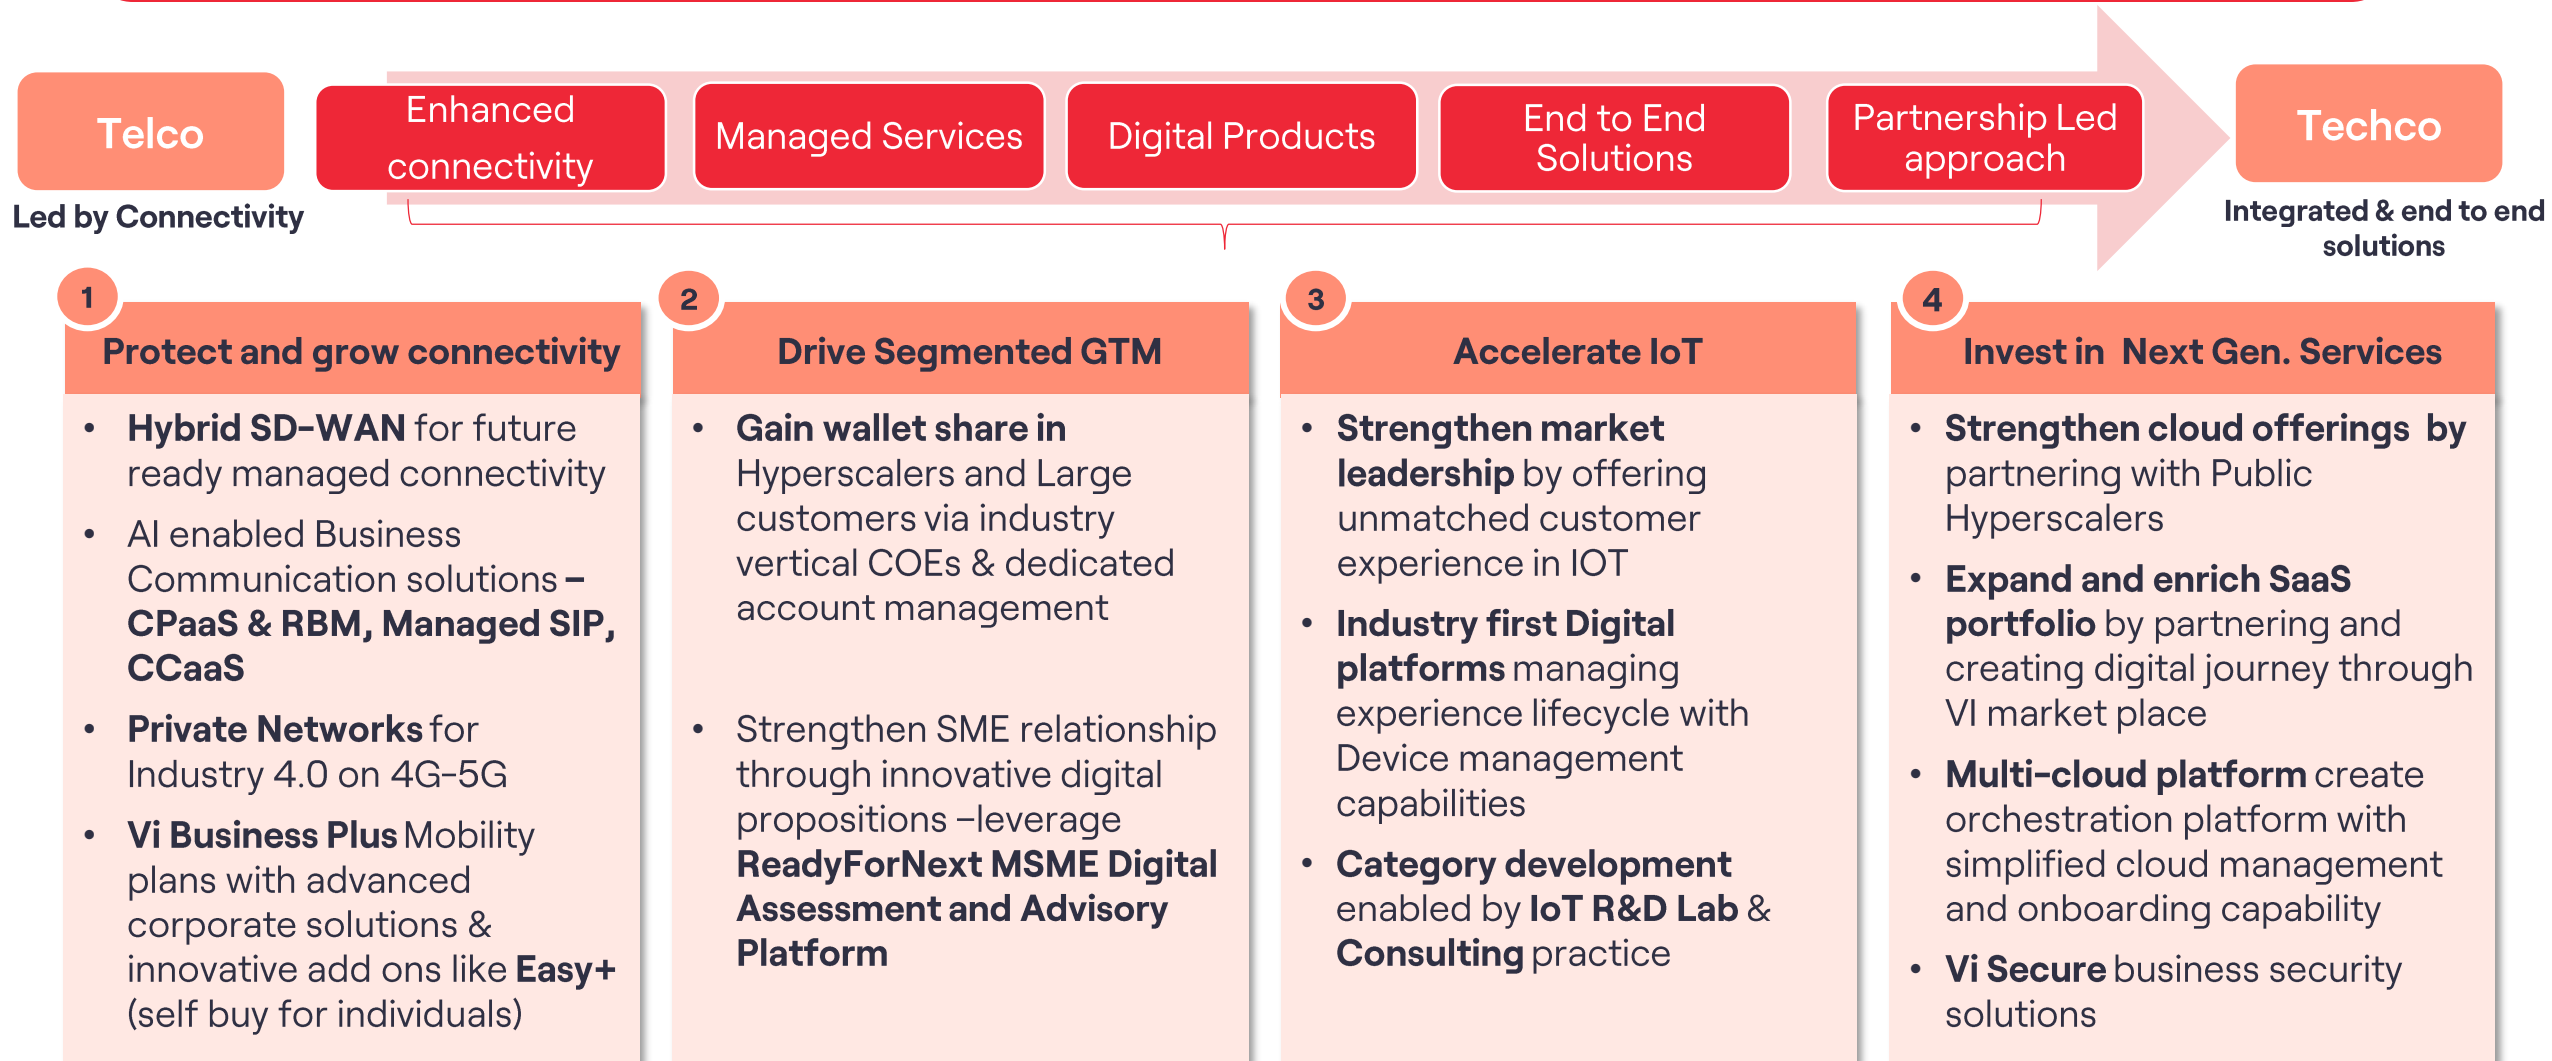 Telco
Led by Connectivity
Enhanced
connectivity
Managed Services
Digital Products
End to End
Solutions
Partnership Led
approach
Techco
Integrated & end to end
solutions
1
Protect and grow connectivity
• Hybrid SD-WAN for future
ready managed connectivity
• AI enabled Business
Communication solutions –
CPaaS & RBM, Managed SIP,
CCaaS
• Private Networks for
Industry 4.0 on 4G-5G
• Vi Business Plus Mobility
plans with advanced
corporate solutions &
innovative add ons like Easy+
(self buy for individuals)
2
Drive Segmented GTM
• Gain wallet share in
Hyperscalers and Large
customers via industry
vertical COEs & dedicated
account management
• Strengthen SME relationship
through innovative digital
propositions –leverage
ReadyForNext MSME Digital
Assessment and Advisory
Platform
3
Accelerate IoT
• Strengthen market
leadership by offering
unmatched customer
experience in IOT
• Industry first Digital
platforms managing
experience lifecycle with
Device management
capabilities
• Category development
enabled by IoT R&D Lab &
Consulting practice
4
Invest in  Next Gen. Services
• Strengthen cloud offerings  by
partnering with Public
Hyperscalers
• Expand and enrich SaaS
portfolio by partnering and
creating digital journey through
VI market place
• Multi-cloud platform create
orchestration platform with
simplified cloud management
and onboarding capability
• Vi Secure business security
solutions